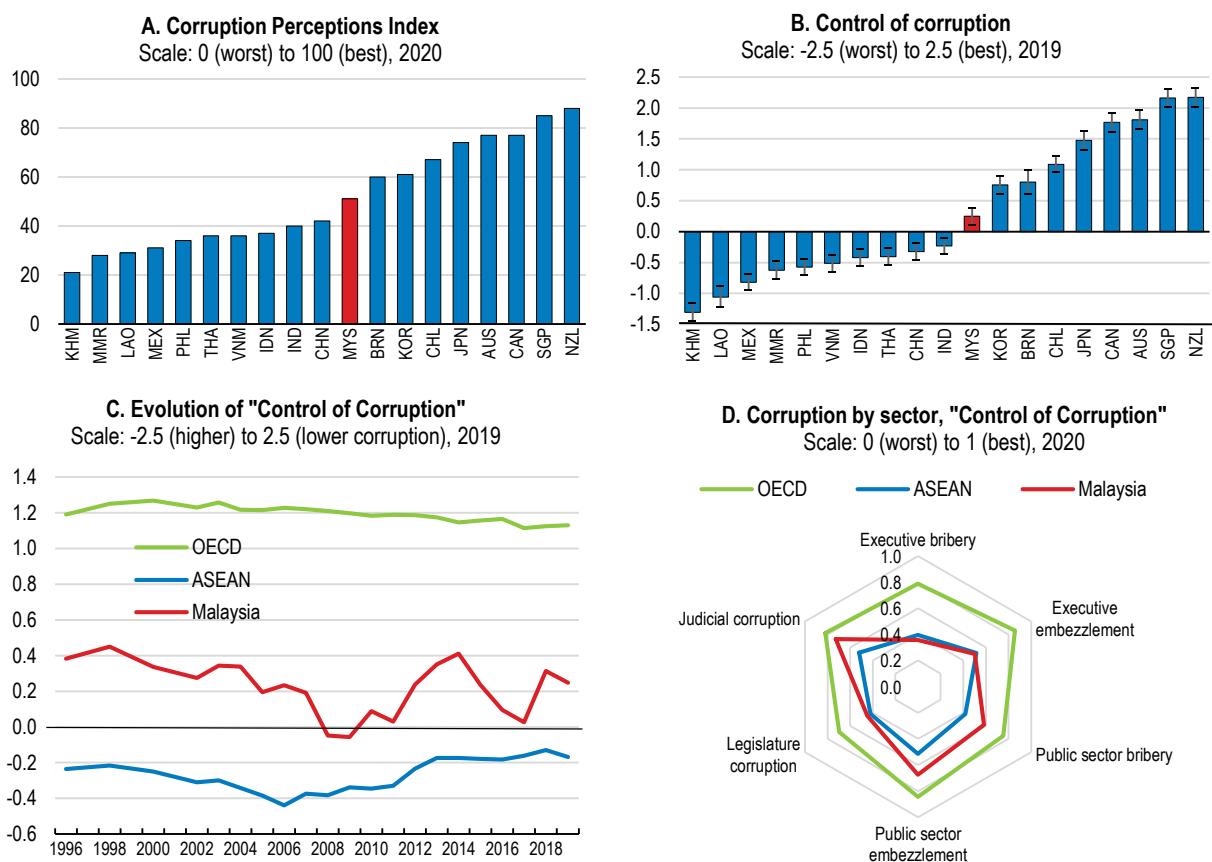 A. Corruption Perceptions Index
Scale: 0 (worst) to 100 (best), 2020
100
80
60
40
20
0
KHM
MMR
LAO
MEX
PHL
THA
VNM
IDN
IND
CHN
MYS
BRN
KOR
CHL
JPN
AUS
CAN
SGP
NZL
B. Control of corruption
Scale: -2.5 (worst) to 2.5 (best), 2019
2.5
2.0
1.5
1.0
0.5
0.0
-0.5
-1.0
-1.5
KHM
LAO
MEX
MMR
PHL
VNM
IDN
THA
CHN
IND
MYS
KOR
BRN
CHL
JPN
CAN
AUS
SGP
NZL
C. Evolution of "Control of Corruption"
Scale: -2.5 (higher) to 2.5 (lower corruption), 2019
1.4
1.2
1.0
0.8
0.6
0.4
0.2
0.0
-0.2
-0.4
-0.6
OECD
ASEAN
Malaysia
1996 1998 2000 2002 2004 2006 2008 2010 2012 2014 2016 2018
D. Corruption by sector, "Control of Corruption"
Scale: 0 (worst) to 1 (best), 2020
OECD ASEAN Malaysia
Executive bribery
1.0
0.8
0.6
0.4
0.2
0.0
Executive
embezzlement
Public sector bribery
Public sector
embezzlement
Legislature
corruption
Judicial corruption